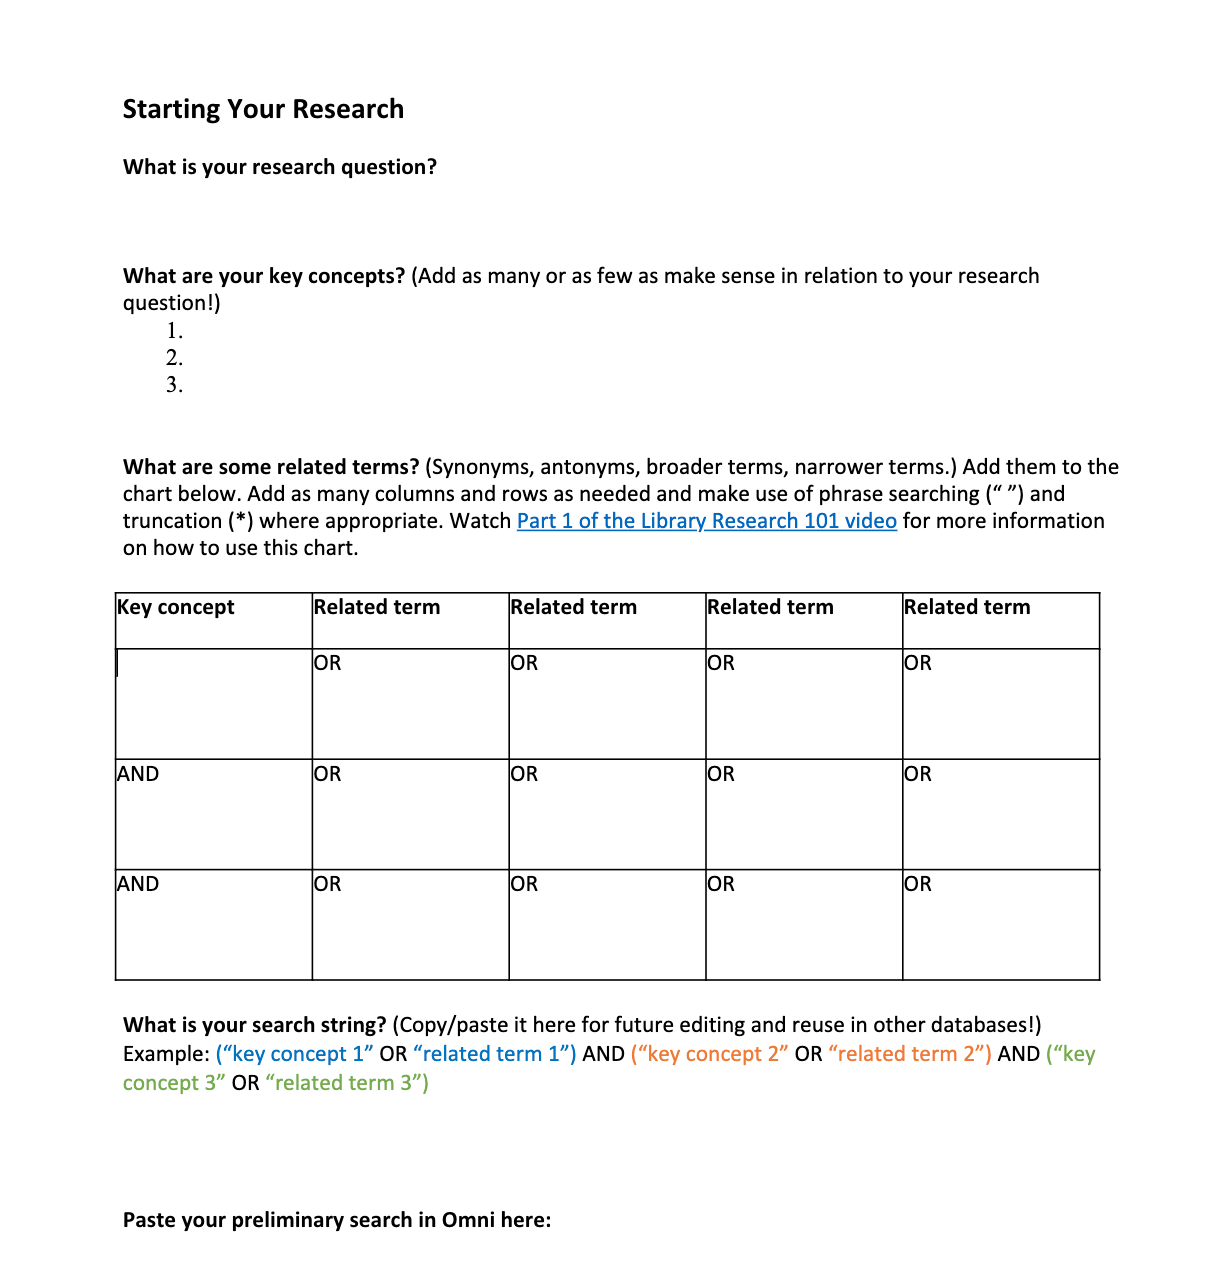 Starting Your Research
What is your research question?
What are your key concepts? (Add as many or as few as make sense in relation to your research
question!)
1.
2.
3.
What are some related terms? (Synonyms, antonyms, broader terms, narrower terms.) Add them to the
chart below. Add as many columns and rows as needed and make use of phrase searching (“ ”) and
truncation (*) where appropriate. Watch Part 1 of the Library Research 101 video for more information
on how to use this chart.
Key concept Related term Related term Related term Related term
OR OR OR OR
AND OR OR OR OR
AND OR OR OR OR
What is your search string? (Copy/paste it here for future editing and reuse in other databases!)
Example: (“key concept 1” OR “related term 1”) AND (“key concept 2” OR “related term 2”) AND (“key
concept 3” OR “related term 3”)
Paste your preliminary search in Omni here: